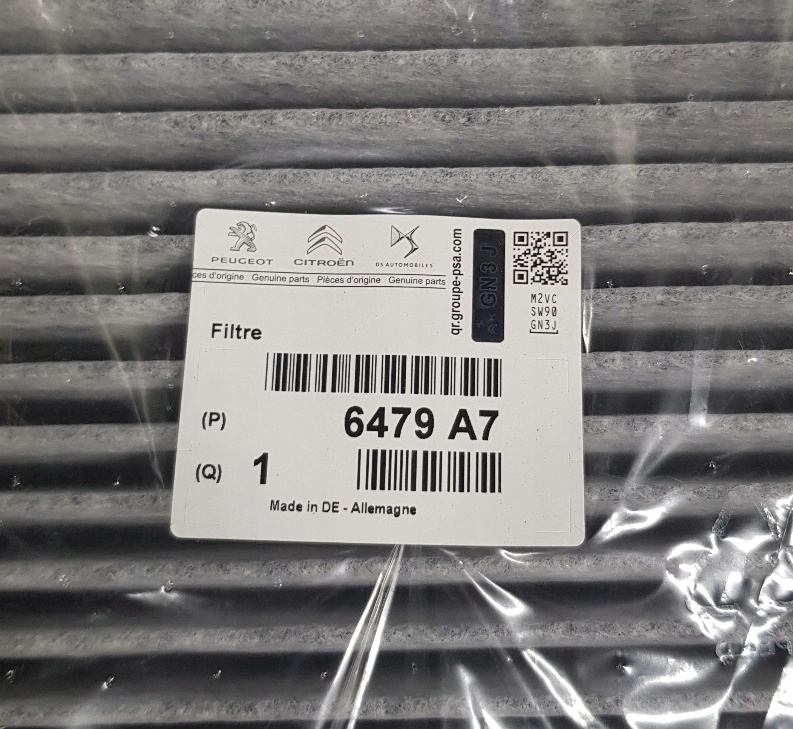 PEUGEOT
CITROËN
DS AUTOMOBILES
ces d'origine Genuine parts Pièces d'origine Genuine parts
qr.groupe-psa.com
GN3J
M2VC
SW90
GN3J
Filtre
(P) 6479 A7
(Q) 1
Made in DE - Allemagne